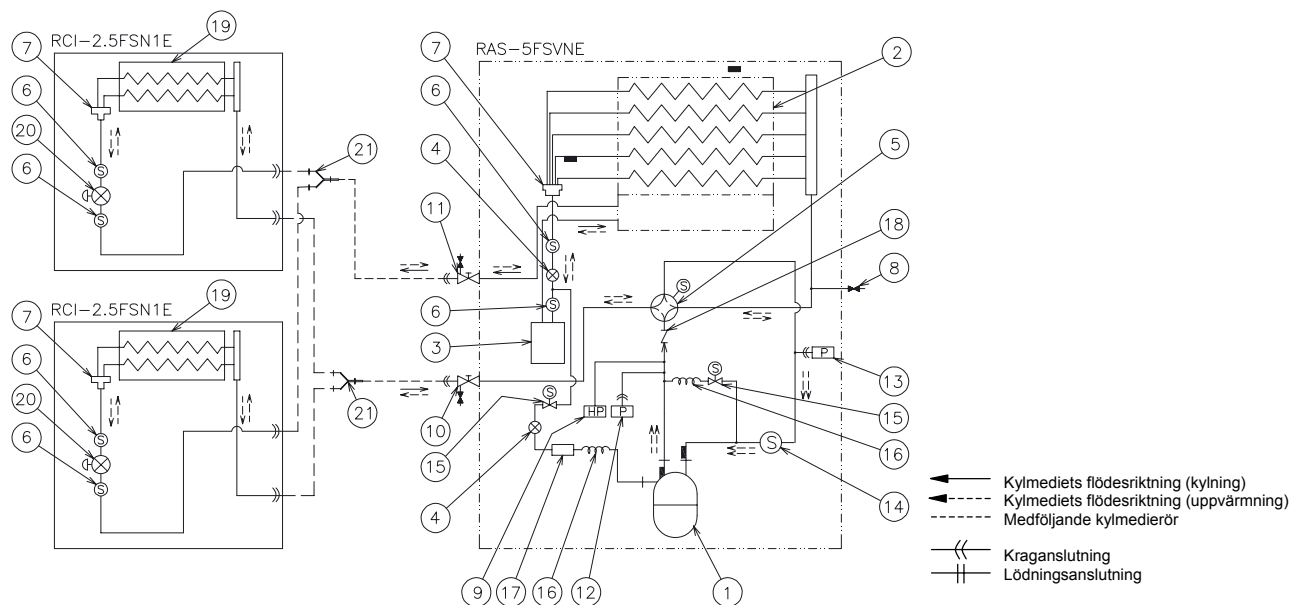 RCI-2.5FSN1E
19
7
6
20
6
S
S
21
RCI-2.5FSN1E
19
7
6
20
6
S
S
21
RAS-5FSVNE
7
6
4
2
5
11
18
8
S
S
S
6
3
13
P
10
15
S
HP
P
S
15
16
4
S
14
9
17
16
12
1
Kylmediets flödesriktning (kylning)
Kylmediets flödesriktning (uppvärmning)
Medföljande kylmedierör
Kraganslutning
Lödningsanslutning